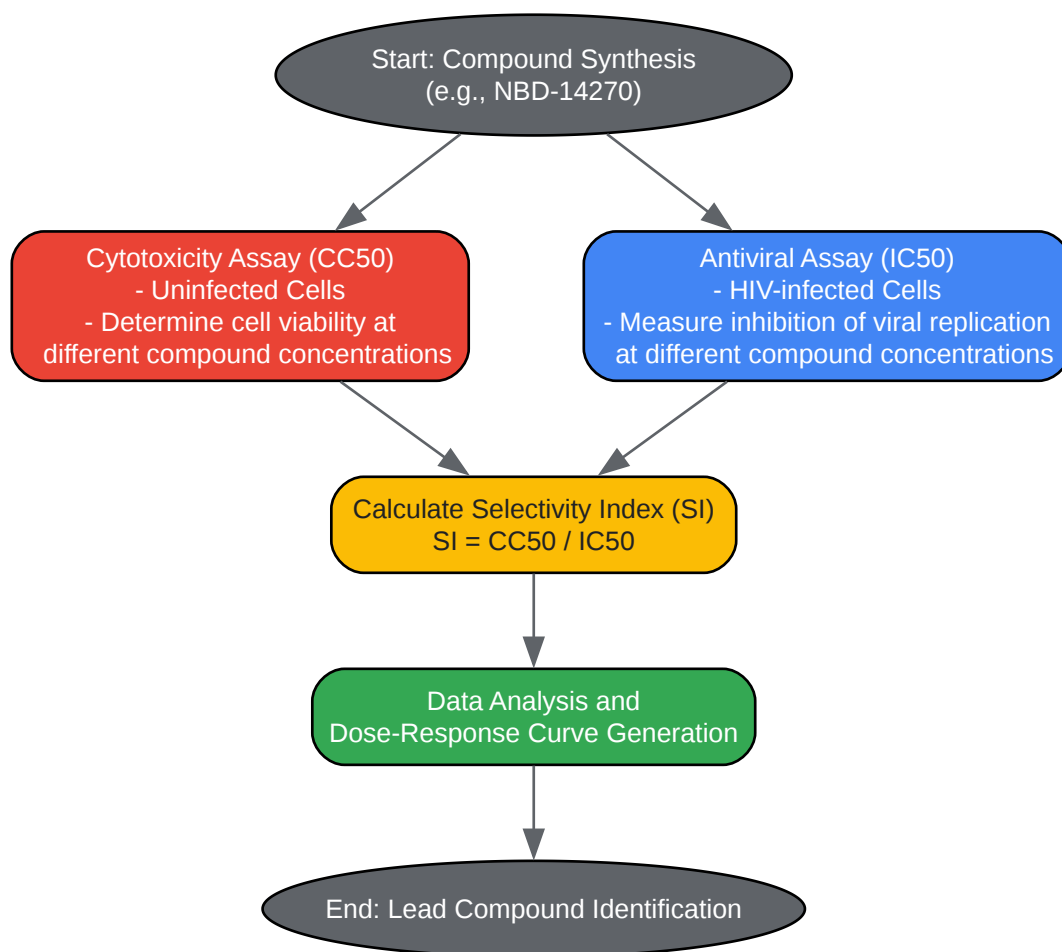 Start: Compound Synthesis
(e.g., NBD-14270)
Cytotoxicity Assay (CC50)
- Uninfected Cells
- Determine cell viability at
different compound concentrations
Antiviral Assay (IC50)
- HIV-infected Cells
- Measure inhibition of viral replication
at different compound concentrations
Calculate Selectivity Index (SI)
SI = CC50 / IC50
Data Analysis and
Dose-Response Curve Generation
End: Lead Compound Identification